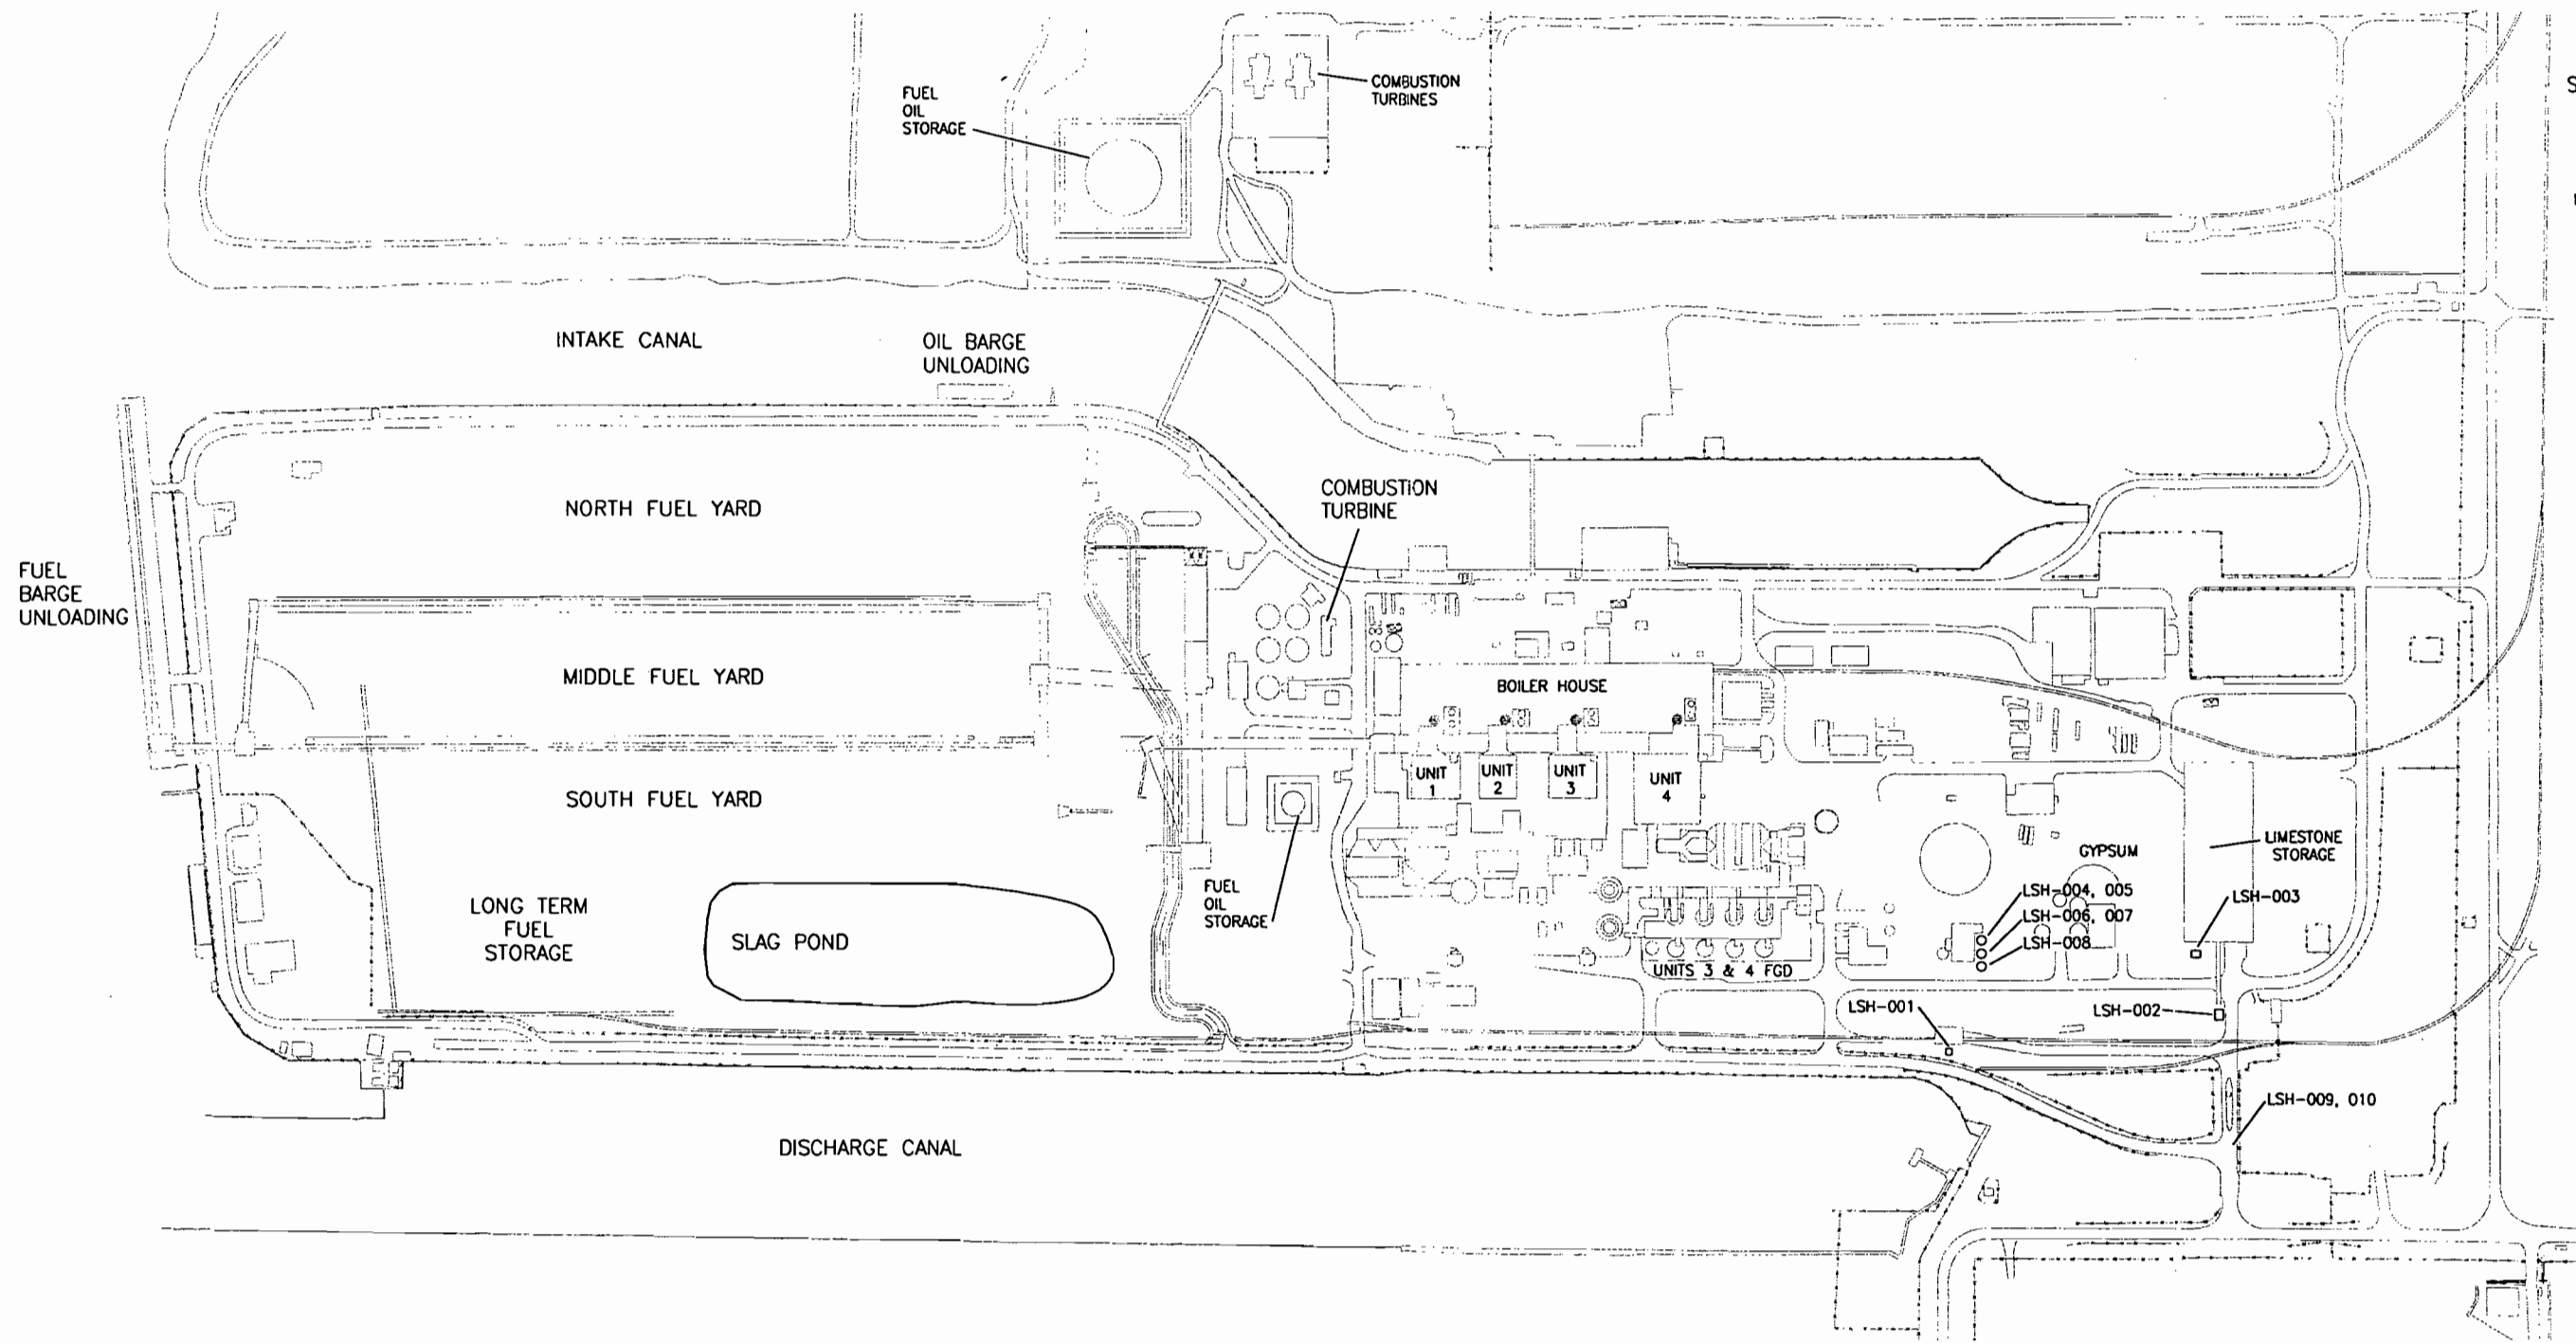 COMBUSTION
TURBINES
FUEL
OIL
STORAGE
S
INTAKE CANAL
OIL BARGE
UNLOADING
NORTH FUEL YARD
COMBUSTION
TURBINE
FUEL
BARGE
UNLOADING
MIDDLE FUEL YARD
BOILER HOUSE
UNIT
1
UNIT
2
UNIT
3
UNIT
4
SOUTH FUEL YARD
LIMESTONE
STORAGE
GYPSUM
FUEL
OIL
STORAGE
LSH-004, 005
LSH-006, 007
LSH-008
LSH-003
LONG TERM
FUEL
STORAGE
SLAG POND
UNITS 3 & 4 FGD
LSH-001
LSH-002
LSH-009, 010
DISCHARGE CANAL